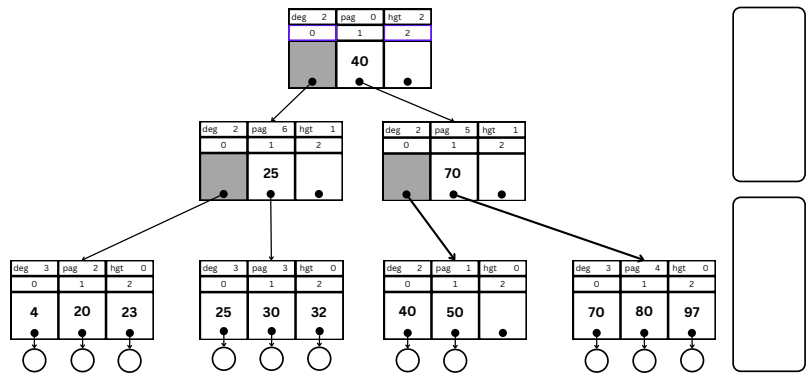 deg 2 pag 0 hgt 2
0 1 2
40
deg 2 pag 6 hgt 1
0 1 2
25
deg 2 pag 5 hgt 1
0 1 2
70
deg 3 pag 2 hgt 0
0 1 2
4 20 23
deg 3 pag 3 hgt 0
0 1 2
25 30 32
deg 2 pag 1 hgt 0
0 1 2
40 50
deg 3 pag 4 hgt 0
0 1 2
70 80 97